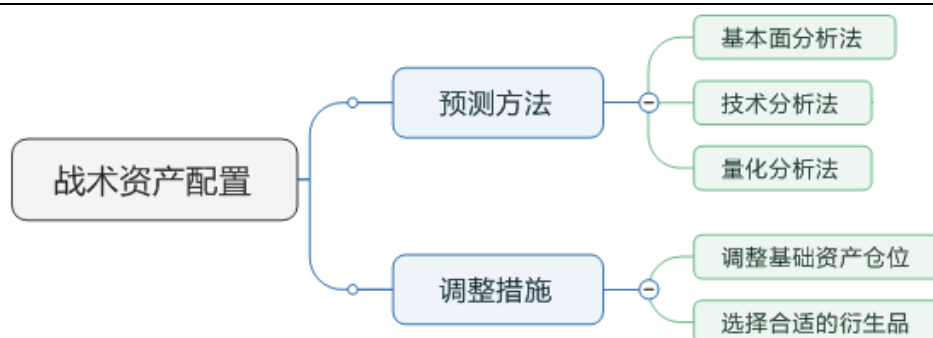 战术资产配置
预测方法
基本面分析法
技术分析法
量化分析法
调整措施
调整基础资产仓位
选择合适的衍生品